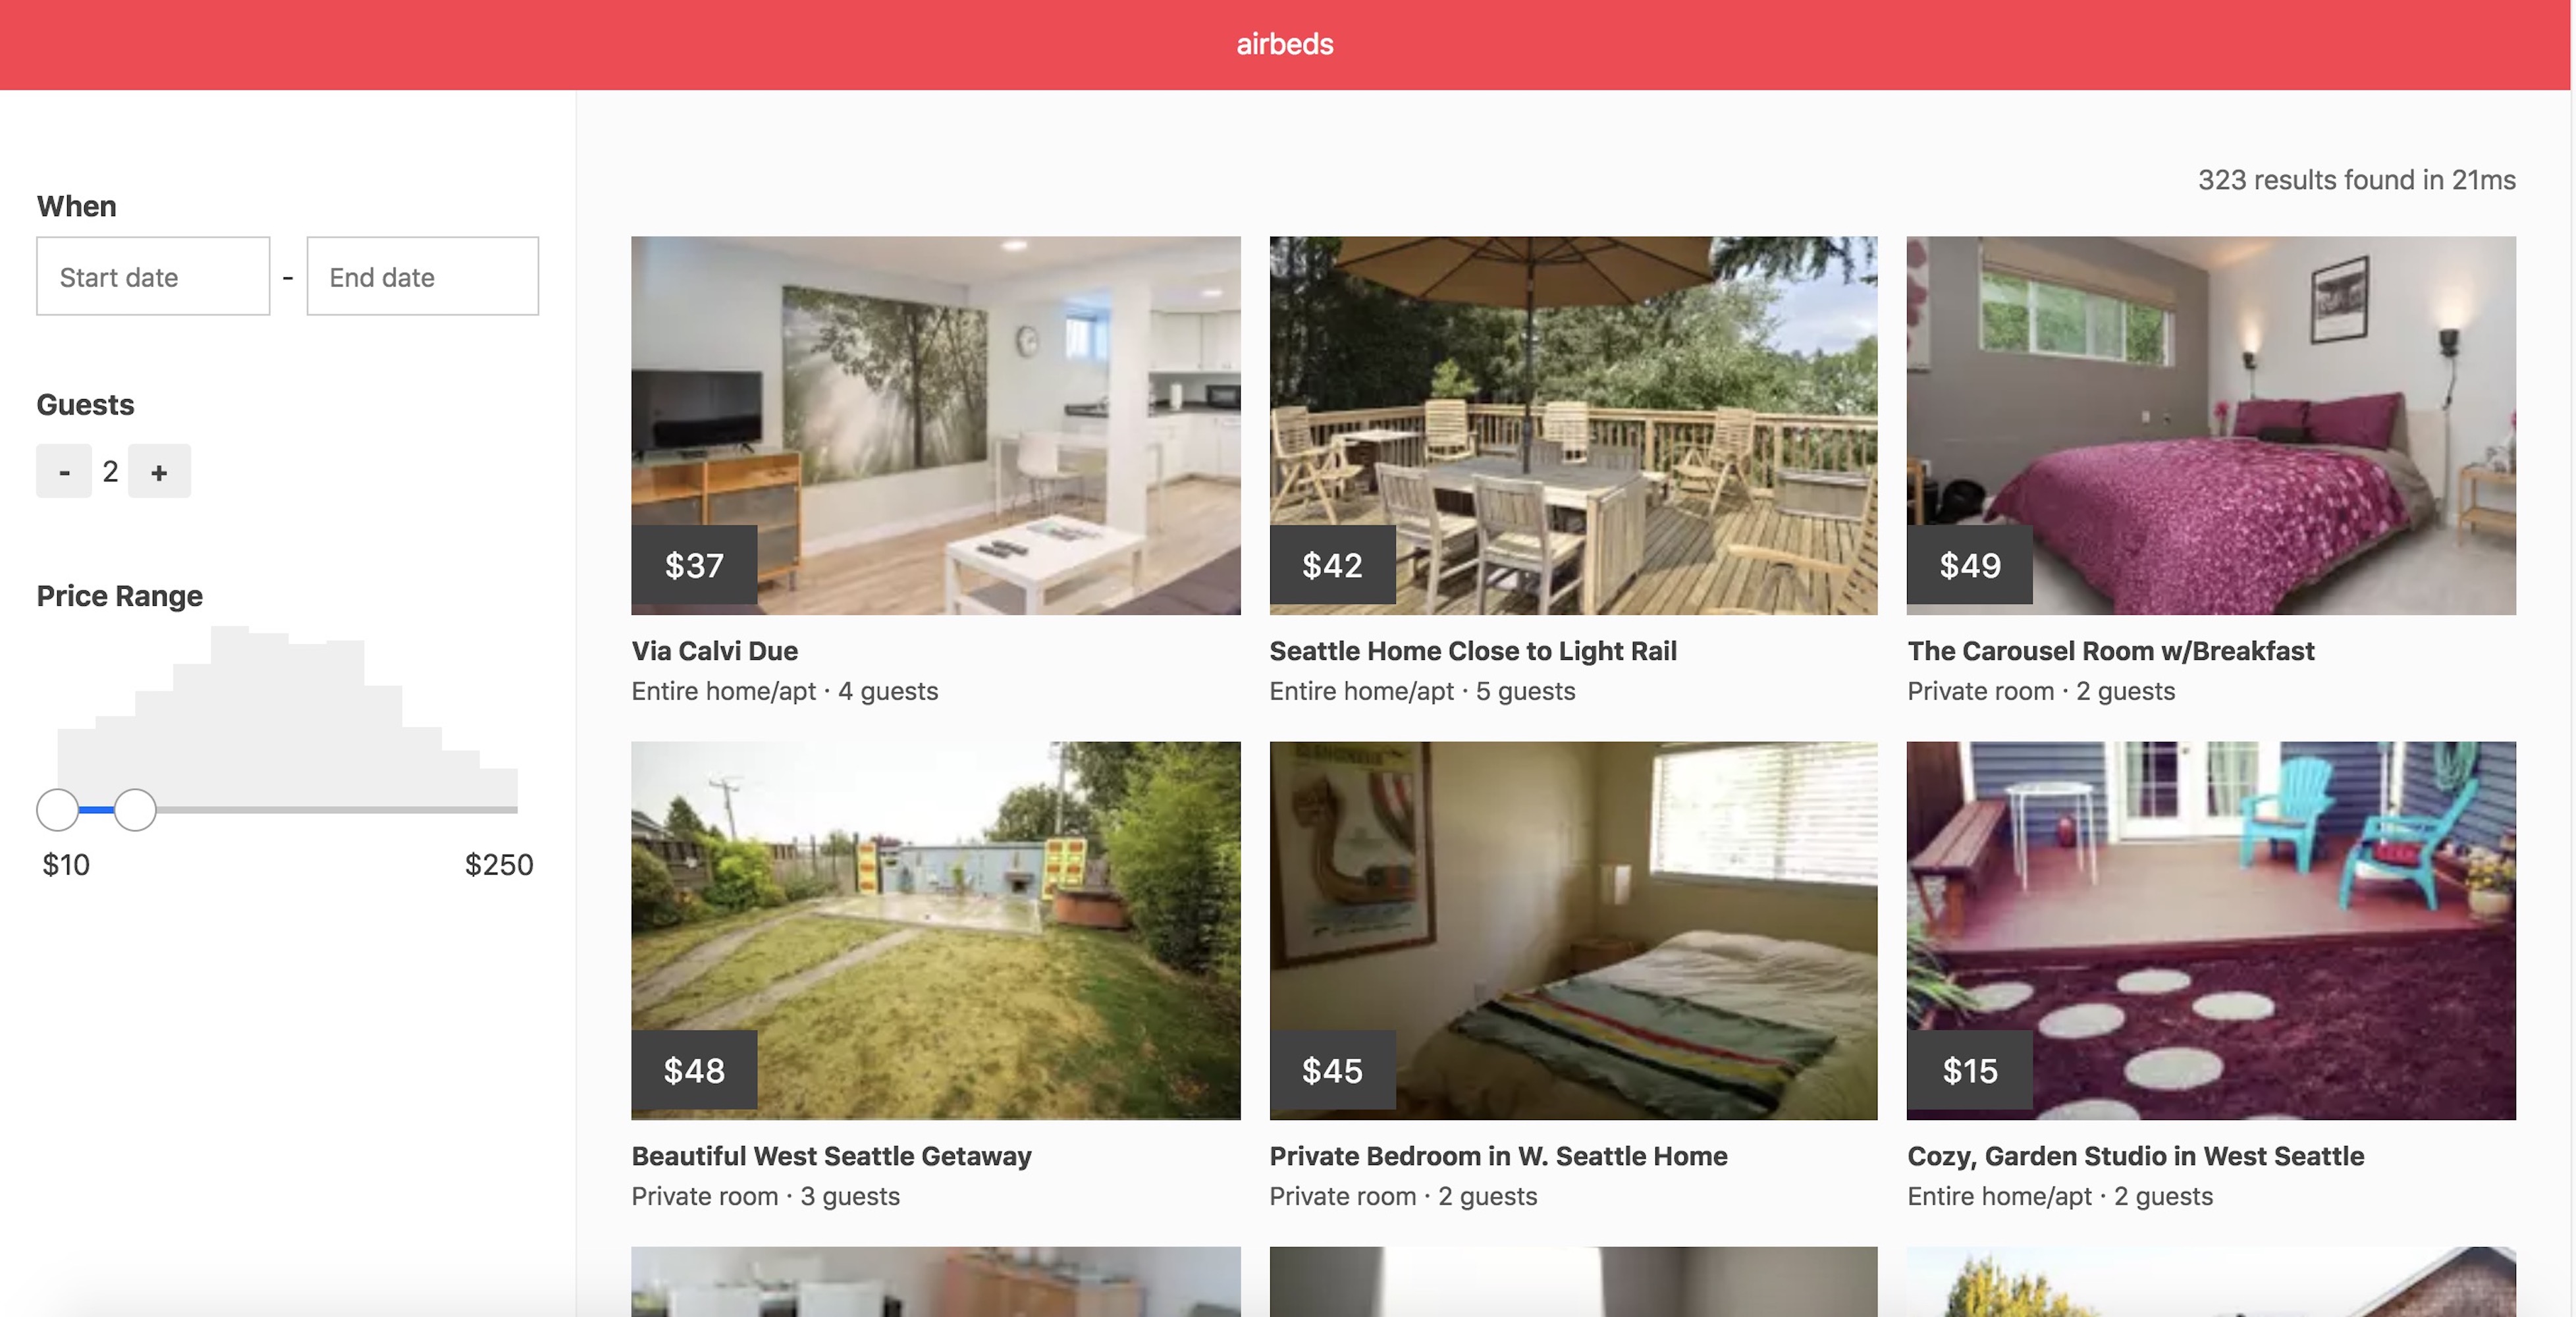 airbeds
323 results found in 21ms
When
Start date - End date
Guests
- 2 +
Price Range
$10 $250
$37
Via Calvi Due
Entire home/apt · 4 guests
$42
Seattle Home Close to Light Rail
Entire home/apt · 5 guests
$49
The Carousel Room w/Breakfast
Private room · 2 guests
$48
Beautiful West Seattle Getaway
Private room · 3 guests
$45
Private Bedroom in W. Seattle Home
Private room · 2 guests
$15
Cozy, Garden Studio in West Seattle
Entire home/apt · 2 guests